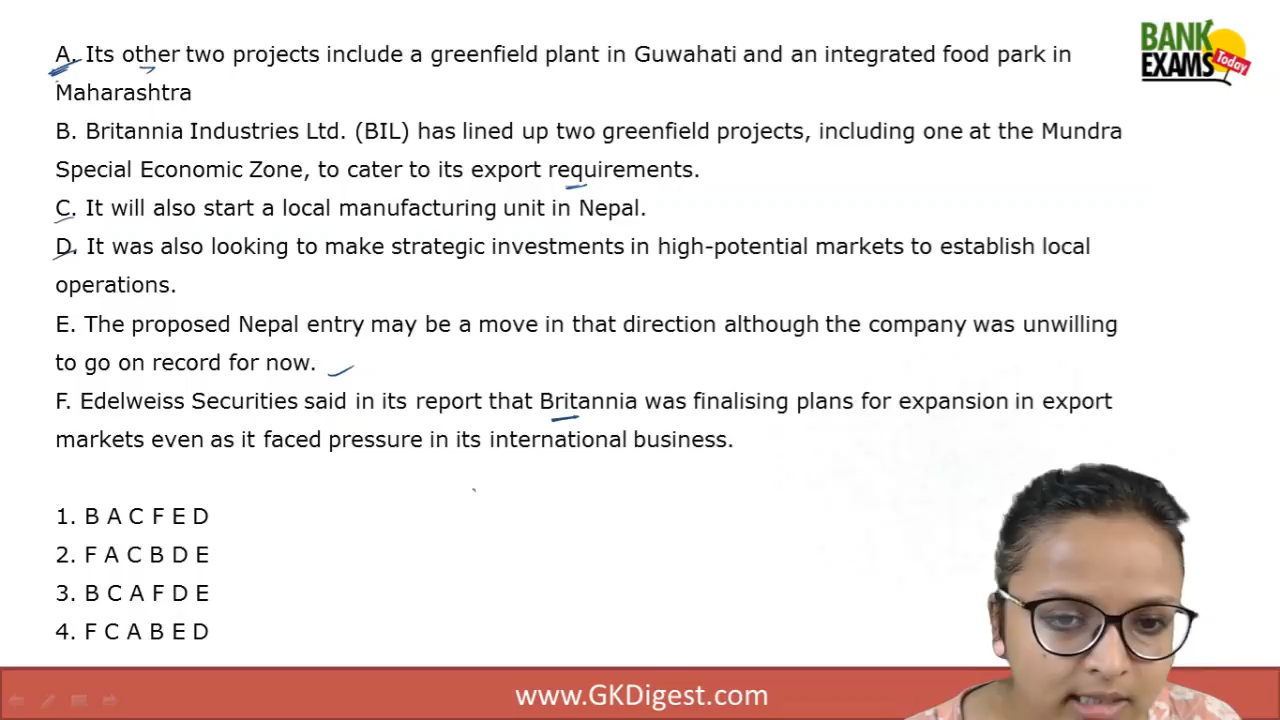 A. Its other two projects include a greenfield plant in Guwahati and an integrated food park in
Maharashtra
B. Britannia Industries Ltd. (BIL) has lined up two greenfield projects, including one at the Mundra
Special Economic Zone, to cater to its export requirements.
C. It will also start a local manufacturing unit in Nepal.
D. It was also looking to make strategic investments in high-potential markets to establish local
operations.
E. The proposed Nepal entry may be a move in that direction although the company was unwilling
to go on record for now.
F. Edelweiss Securities said in its report that Britannia was finalising plans for expansion in export
markets even as it faced pressure in its international business.
1. B A C F E D
2. F A C B D E
3. B C A F D E
4. F C A B E D
BANK
EXAMS
Today
www.GKDigest.com